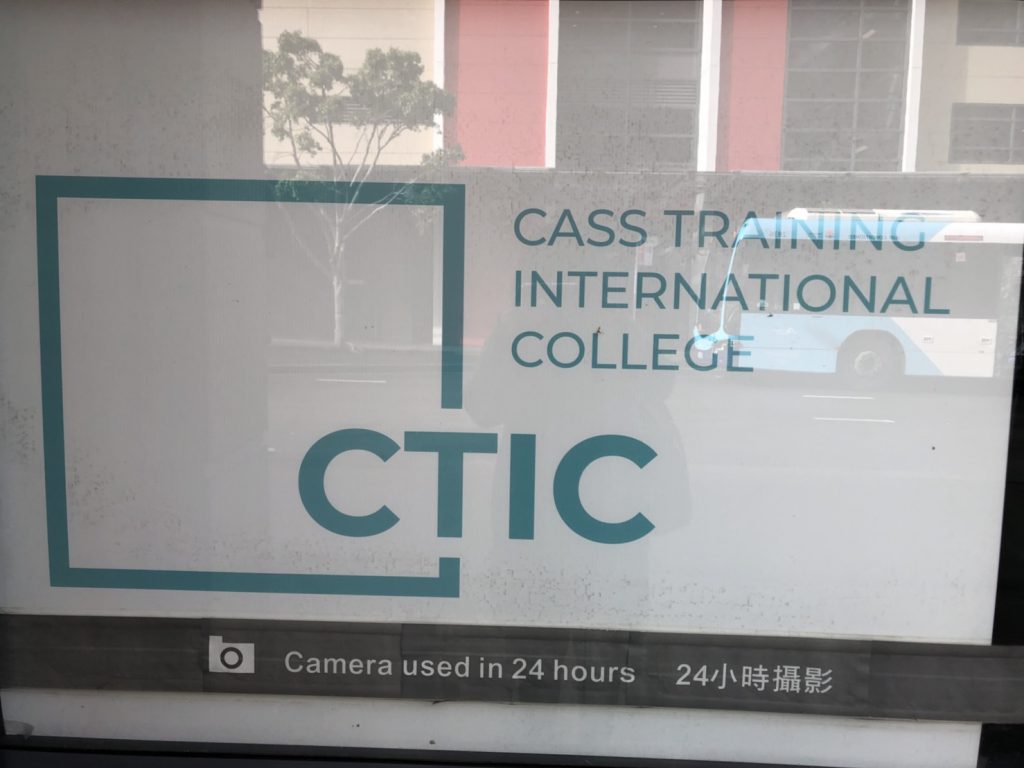 CASS TRAINING
INTERNATIONAL
COLLEGE
CTIC
Camera used in 24 hours 24小時攝影